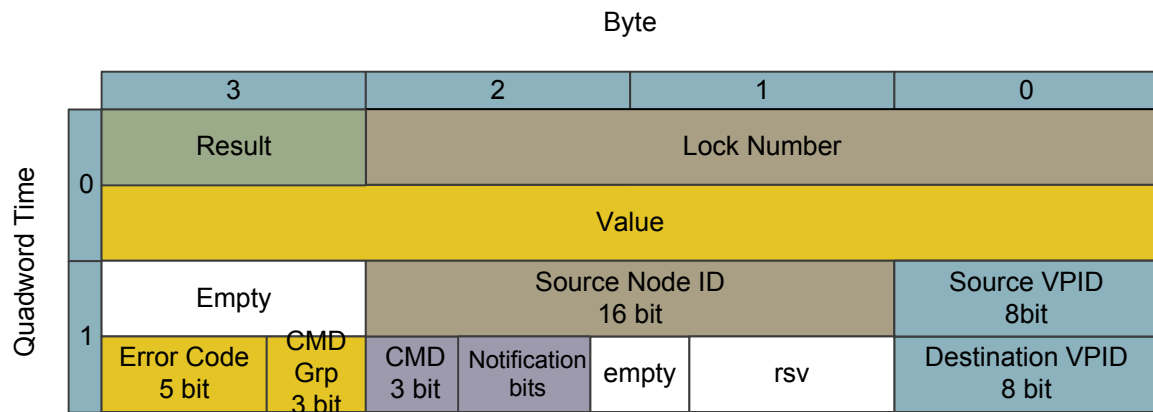 Byte
3 2 1 0
Quadword Time
0
Result Lock Number
Value
1
Empty Source Node ID Source VPID
16 bit 8bit
Error Code CMD CMD Notification empty rsv Destination VPID
5 bit Grp 3 bit bits 8 bit
3 bit